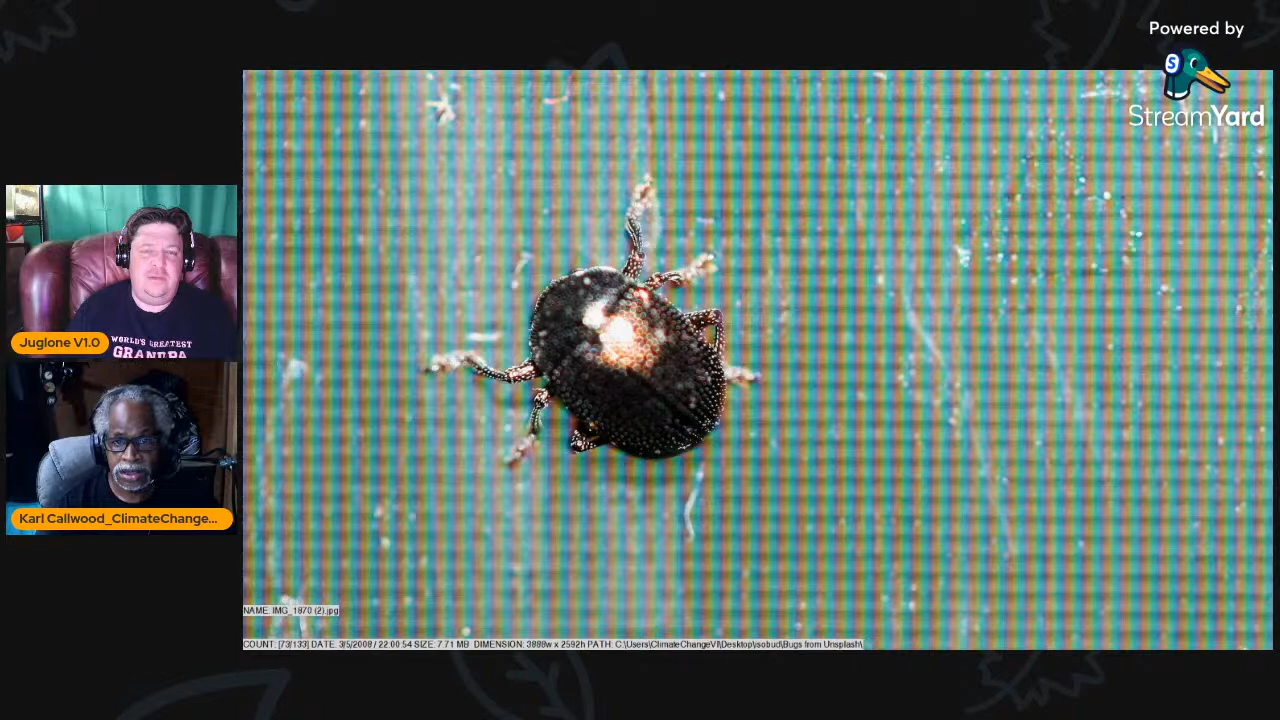 Powered by
StreamYard
Juglone V1.0
WORLD'S GREATEST
GRANDPA
Karl Callwood_ClimateChange...
NAME: IMG_1870 (2).jpg
COUNT: [73/133] DATE: 3/5/2008 / 22:00:54 SIZE: 7.71 MB DIMENSION: 3888w x 2592h PATH: C:\Users\ClimateChangeVI\Desktop\isobud\Bugs from Unsplash\